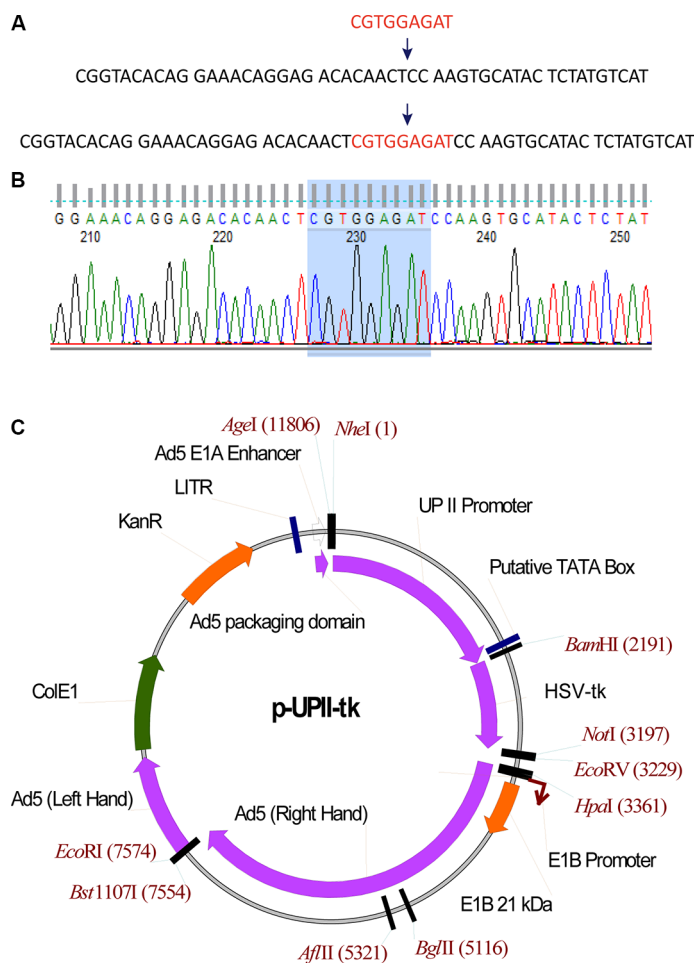 A
CGTGGAGAT
CGGTACACAG GAAACAGGAG ACACAACTCC AAGTGCATAC TCTATGTCAT
CGGTACACAG GAAACAGGAG ACACAACTCGTGGAGATCC AAGTGCATAC TCTATGTCAT
B
G G A A A C A G G A G A C A C A A C T C G T G G A G A T C C A A G T G C A T A C T C T A T
210 220 230 240 250
C
AgeI (11806) NheI (1)
Ad5 E1A Enhancer
LITR
UP II Promoter
KanR
Putative TATA Box
Ad5 packaging domain
BamHI (2191)
ColE1
p-UPII-tk
HSV-tk
NotI (3197)
EcoRV (3229)
HpaI (3361)
Ad5 (Left Hand)
Ad5 (Right Hand)
EcoRI (7574)
E1B Promoter
Bst1107I (7554)
E1B 21 kDa
AflII (5321)
BglII (5116)